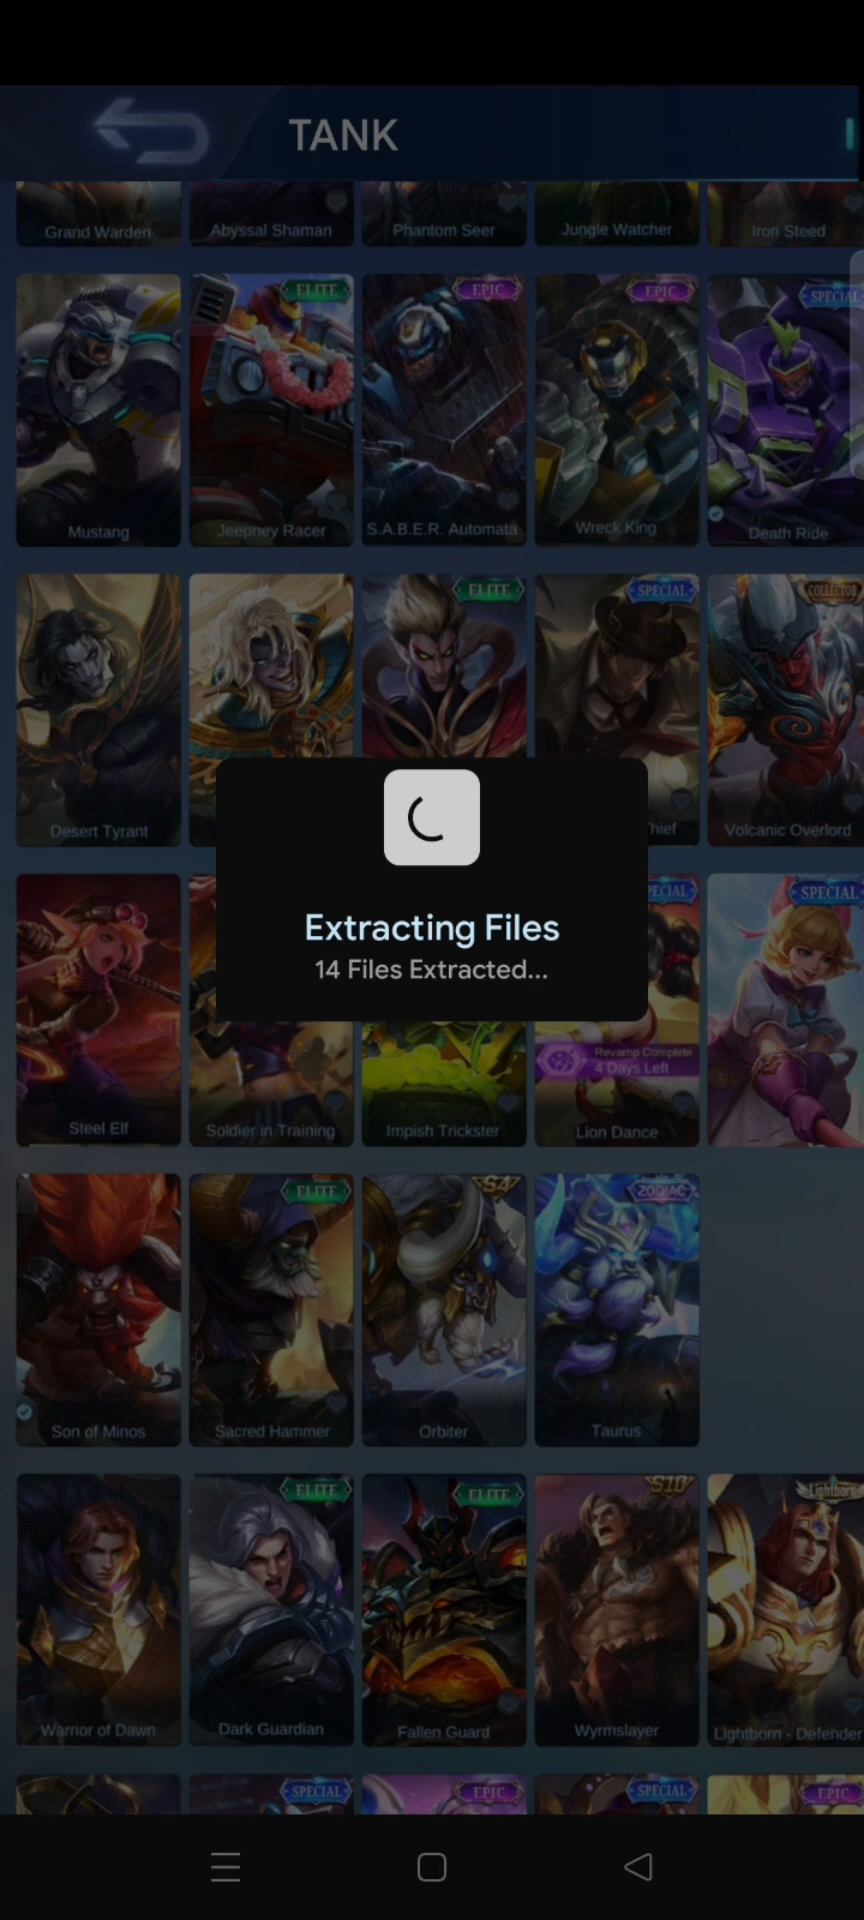 TANK
Grand Warden
Abyssal Shaman
Phantom Seer
Jungle Watcher
Iron Steed
ELITE
EPIC
EPIC
SPECIAL
Mustang
Jeepney Racer
S.A.B.E.R. Automata
Wreck King
Death Ride
ELITE
SPECIAL
COLLECTOR
Desert Tyrant
Volcanic Overlord
Extracting Files
14 Files Extracted...
SPECIAL
Revamp Complete
4 Days Left
Steel Elf
Soldier in Training
Impish Trickster
Lion Dance
ELITE
S4
ZODIAC
Son of Minos
Sacred Hammer
Orbiter
Taurus
ELITE
ELITE
S10
Lightborn
Warrior of Dawn
Dark Guardian
Fallen Guard
Wyrmslayer
Lightborn - Defender
SPECIAL
EPIC
SPECIAL
EPIC